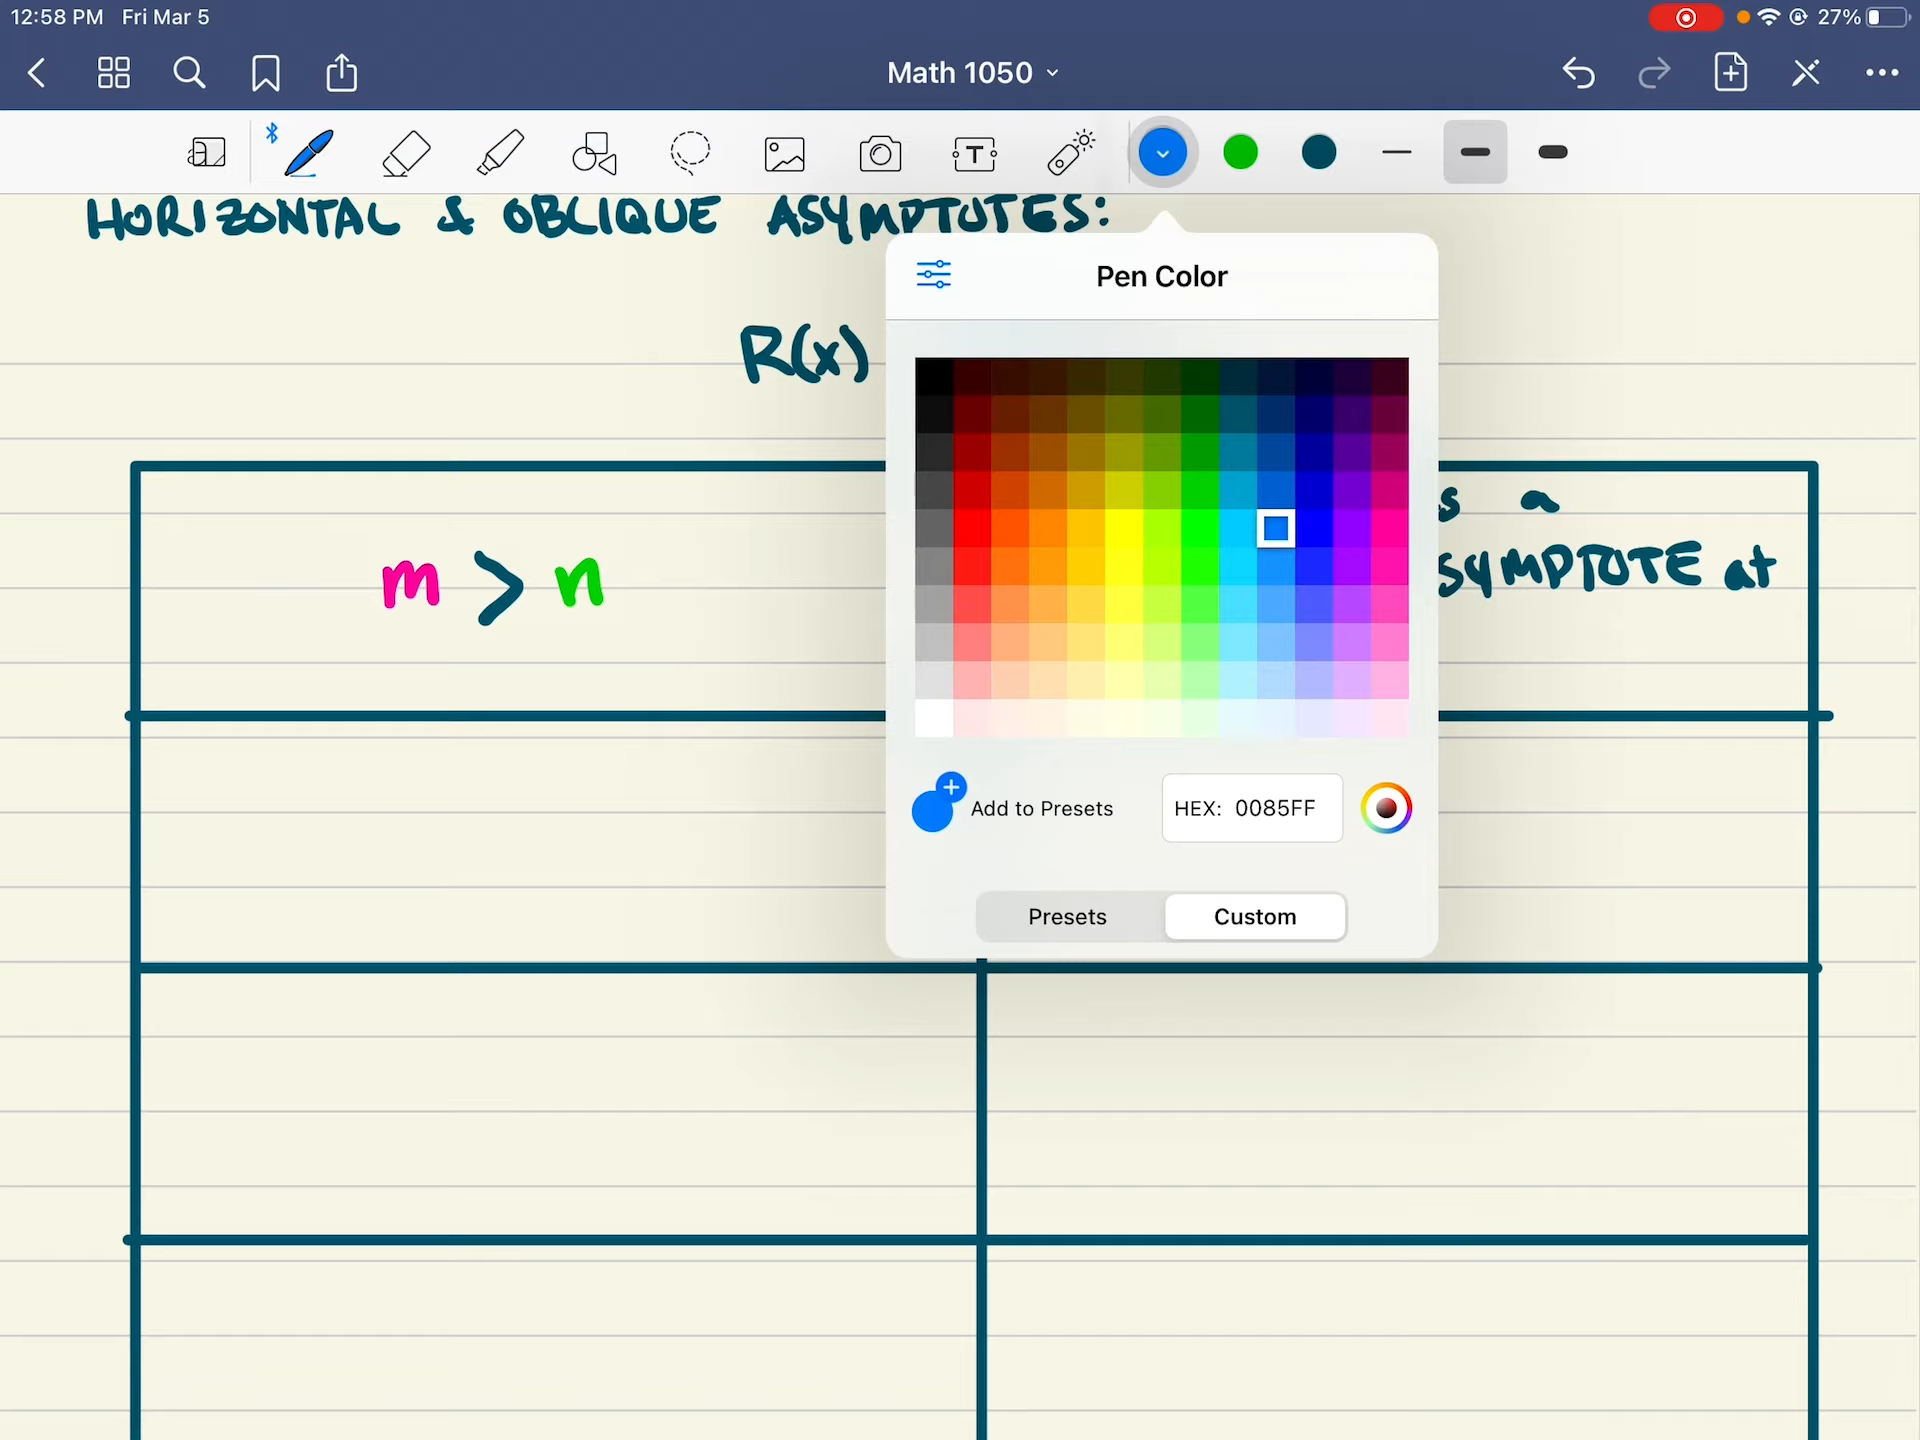 12:58 PM Fri Mar 5
27%
Math 1050
T
HORIZONTAL & OBLIQUE ASYMPTOTES:
Pen Color
R(x)
s a
m > n
SYMPTOTE at
Add to Presets
HEX: 0085FF
Presets
Custom